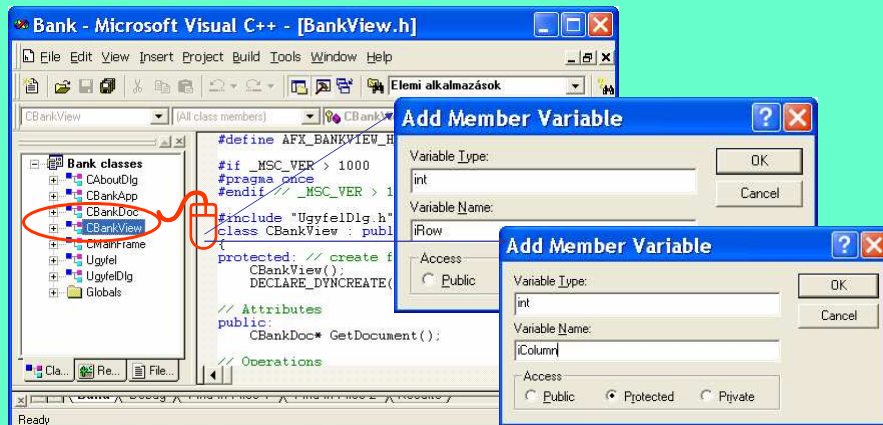 Bank - Microsoft Visual C++ - [BankView.h]
File Edit View Insert Project Build Tools Window Help
Elemi alkalmazások
CBankView
(All class members)
CBankV
Bank classes
CAboutDlg
CBankApp
CBankDoc
CBankView
CMainFrame
Ugyfel
UgyfelDlg
Globals
Cla...
Re...
File...
#define AFX_BANKVIEW_H
#if _MSC_VER > 1000
#pragma once
#endif // _MSC_VER > 1
#include "UgyfelDlg.h"
class CBankView : publ
{
protected: // create f
CBankView();
DECLARE_DYNCREATE(
// Attributes
public:
CBankDoc* GetDocument();
// Operations
Ready
Add Member Variable
Variable Type:
int
Variable Name:
iRow
Access
Public
OK
Cancel
Add Member Variable
Variable Type:
int
Variable Name:
iColumn
Access
Public Protected Private
OK
Cancel